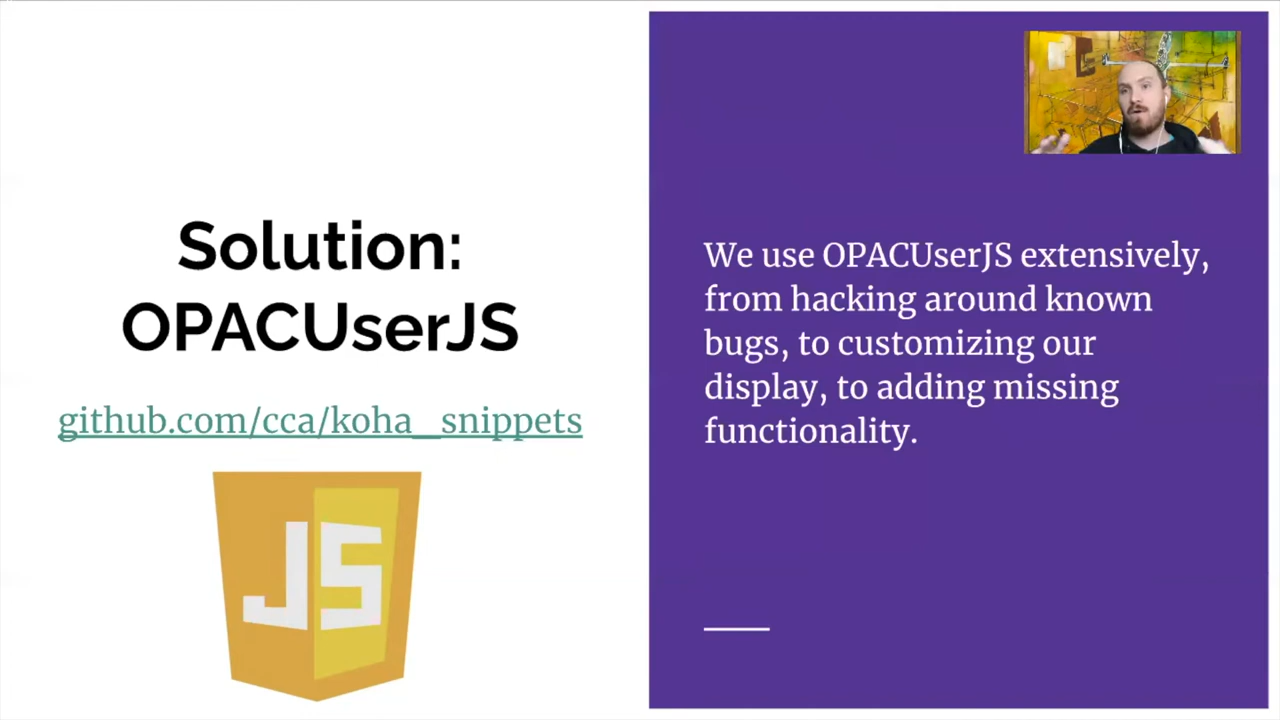 Solution:
OPACUserJS
github.com/cca/koha_snippets
JS
We use OPACUserJS extensively,
from hacking around known
bugs, to customizing our
display, to adding missing
functionality.